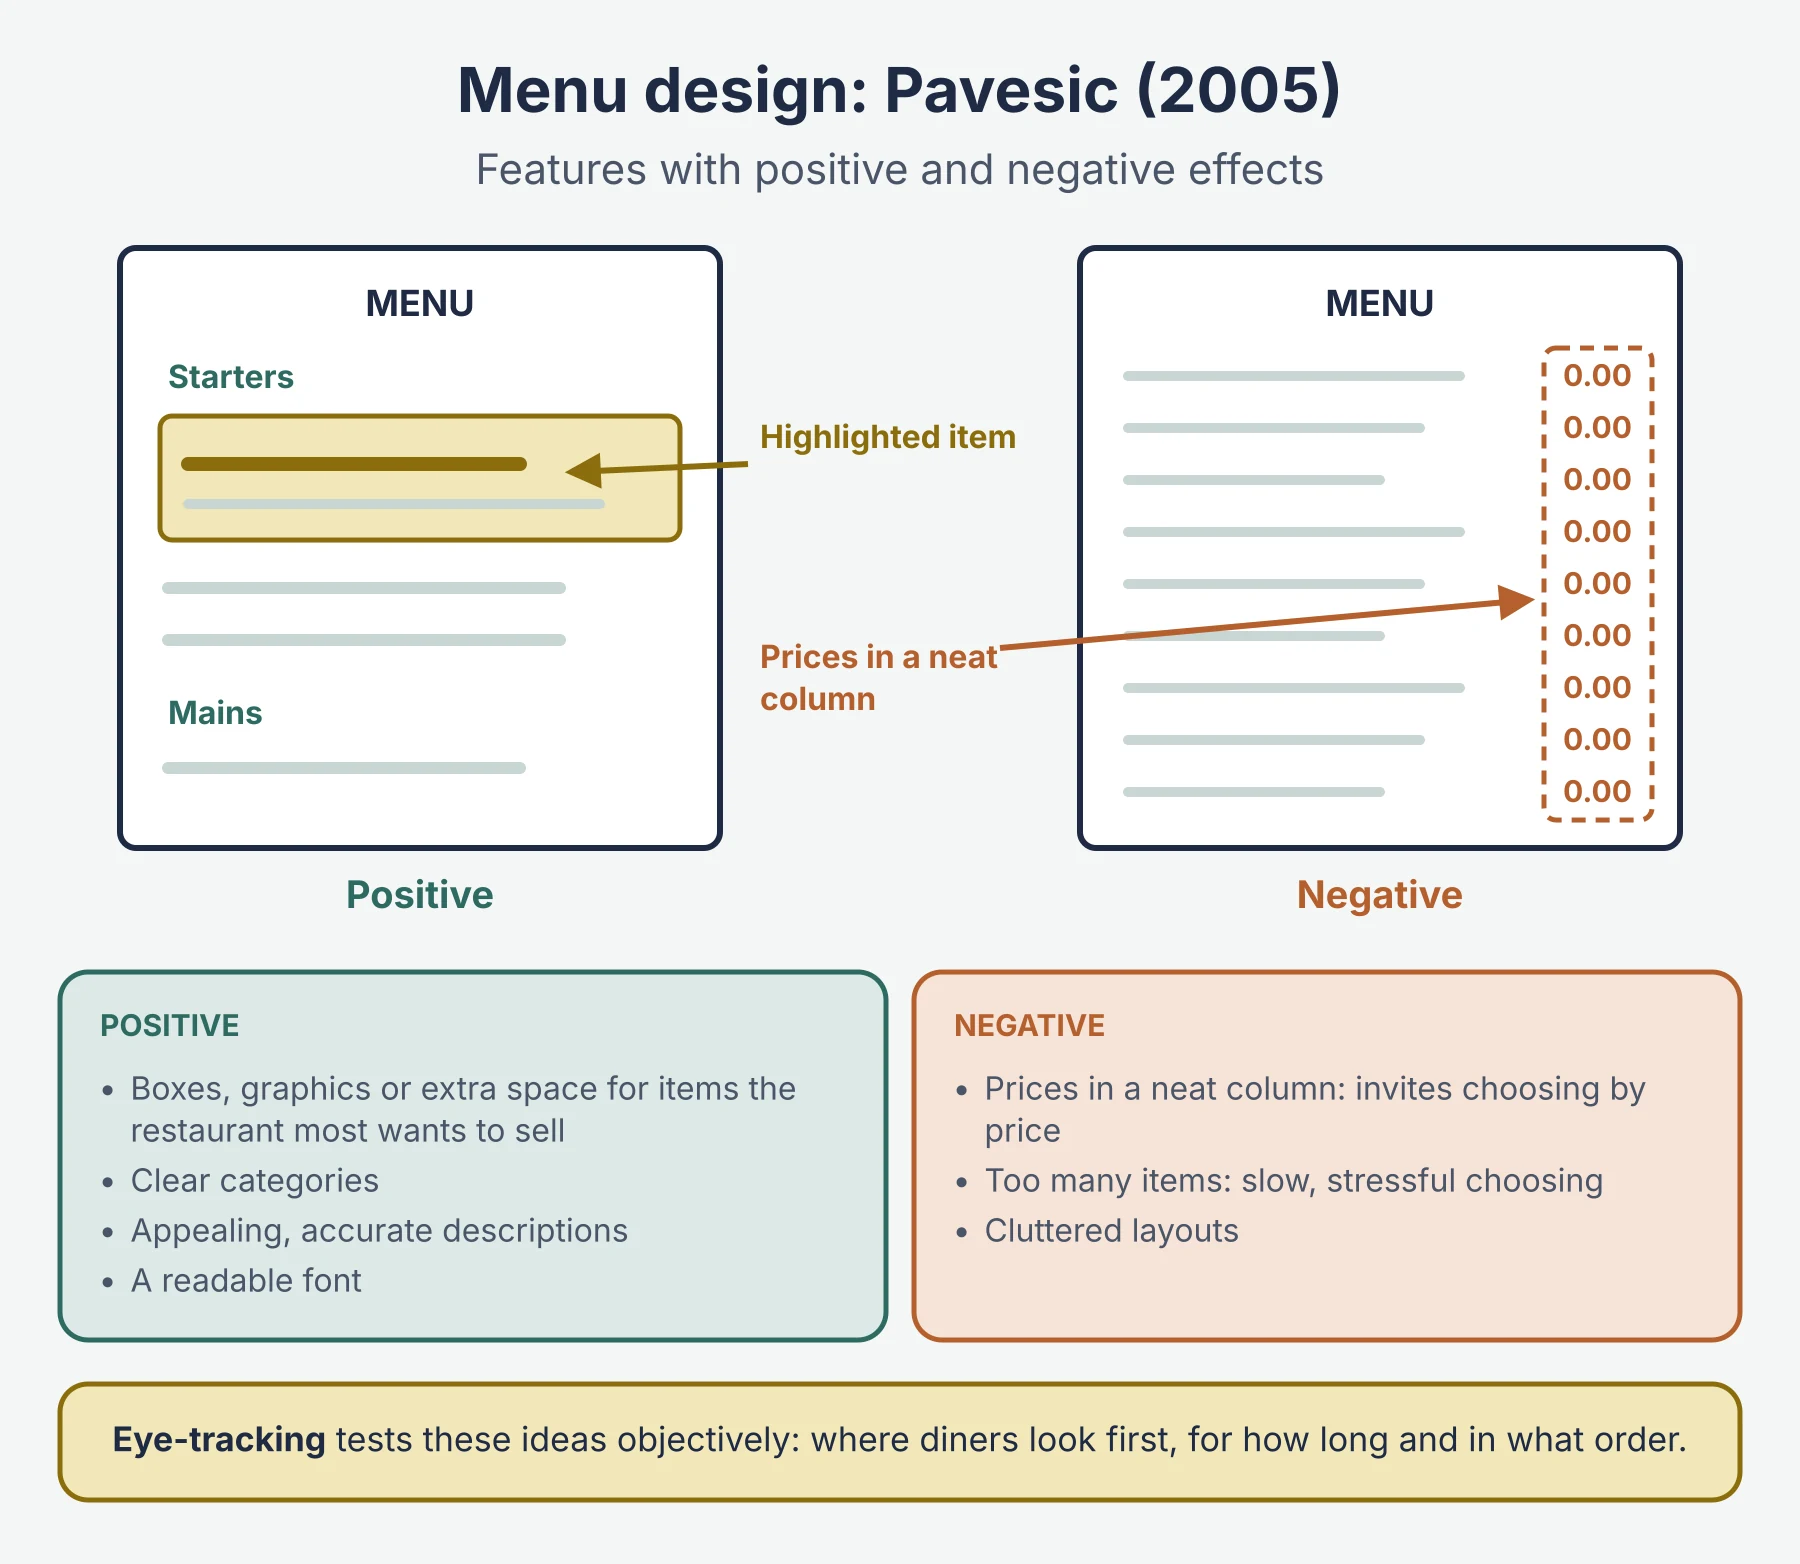 Menu design: Pavesic (2005)
Features with positive and negative effects
MENU
Starters
Mains
Positive
Highlighted item
Prices in a neat
column
MENU
0.00
0.00
0.00
0.00
0.00
0.00
0.00
0.00
0.00
Negative
POSITIVE
• Boxes, graphics or extra space for items the
restaurant most wants to sell
• Clear categories
• Appealing, accurate descriptions
• A readable font
NEGATIVE
• Prices in a neat column: invites choosing by
price
• Too many items: slow, stressful choosing
• Cluttered layouts
Eye-tracking tests these ideas objectively: where diners look first, for how long and in what order.